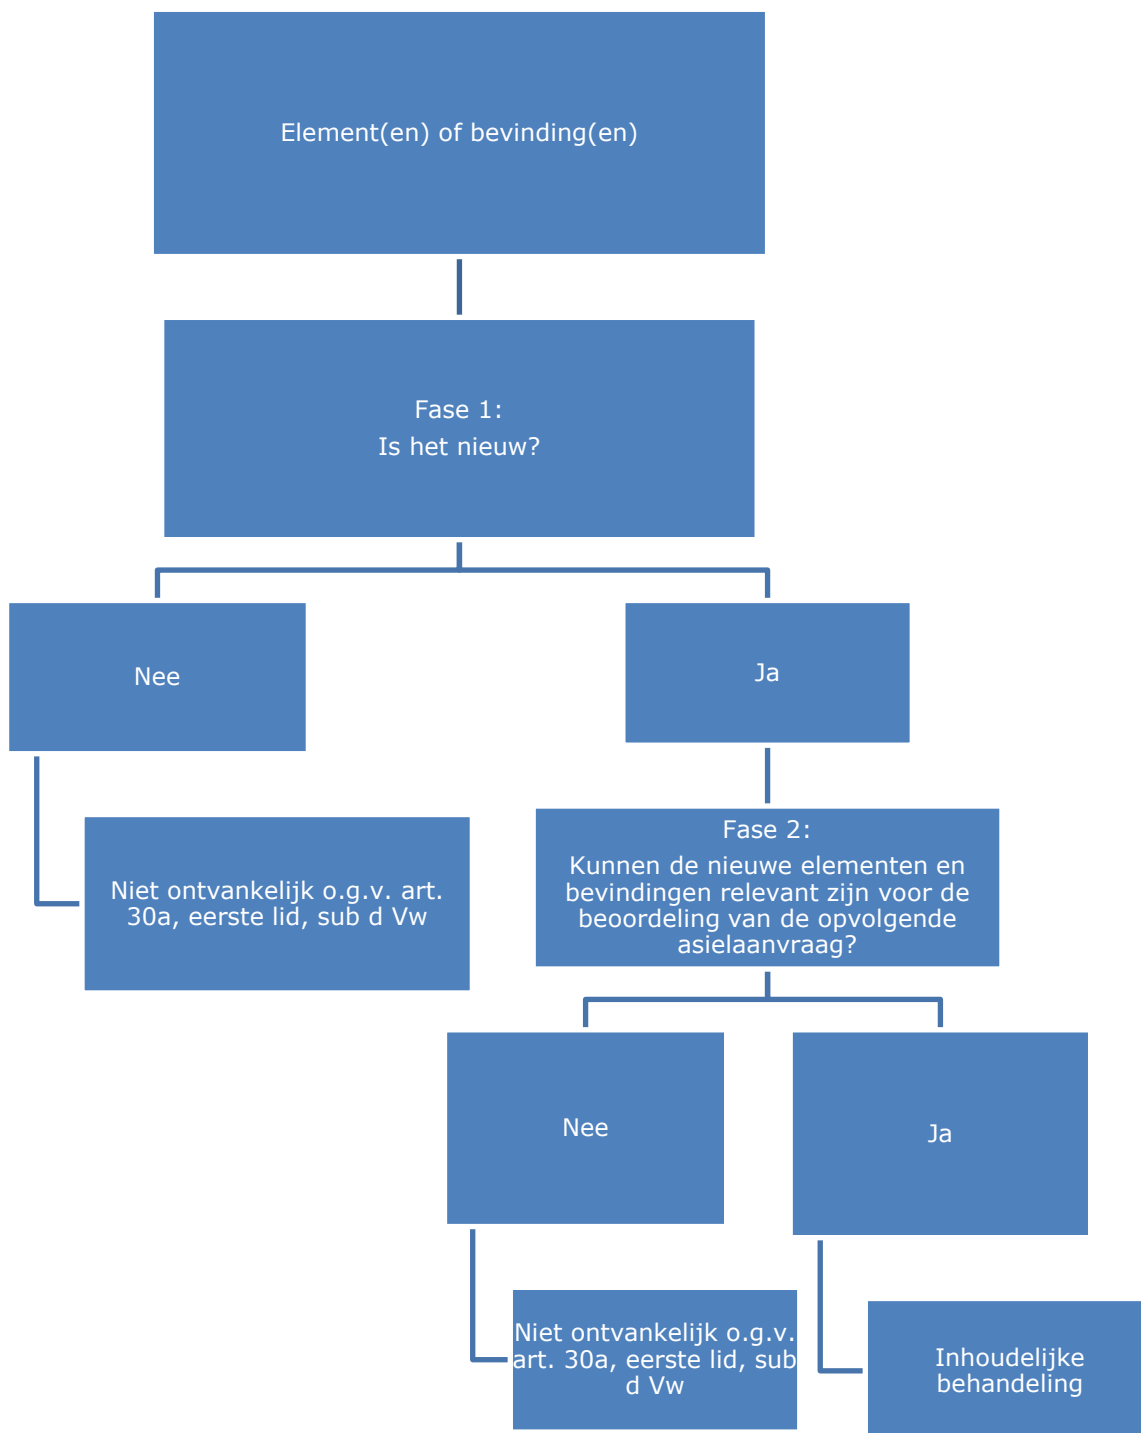 Element(en) of bevinding(en)
Fase 1:
Is het nieuw?
Nee
Ja
Niet ontvankelijk o.g.v. art.
30a, eerste lid, sub d Vw
Fase 2:
Kunnen de nieuwe elementen en
bevindingen relevant zijn voor de
beoordeling van de opvolgende
asielaanvraag?
Nee
Ja
Niet ontvankelijk o.g.v.
art. 30a, eerste lid, sub
d Vw
Inhoudelijke
behandeling